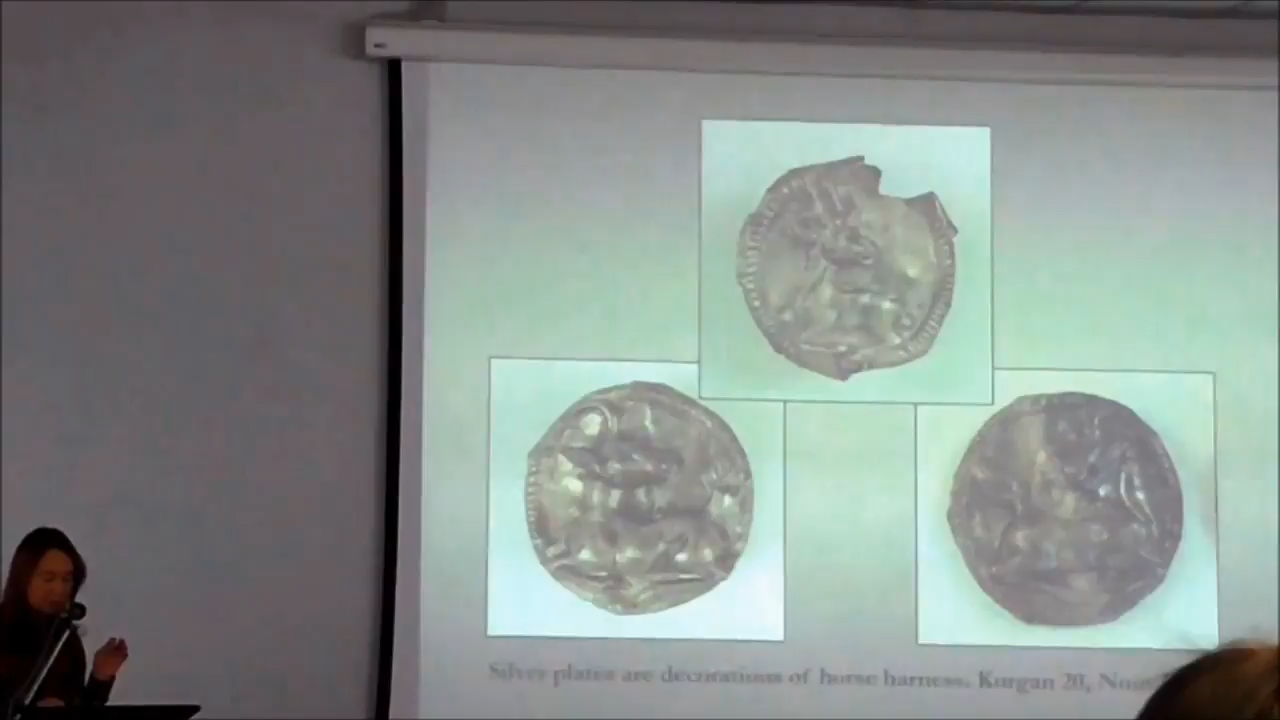 Silver plates are decorations of horse harness. Kurgan 20,